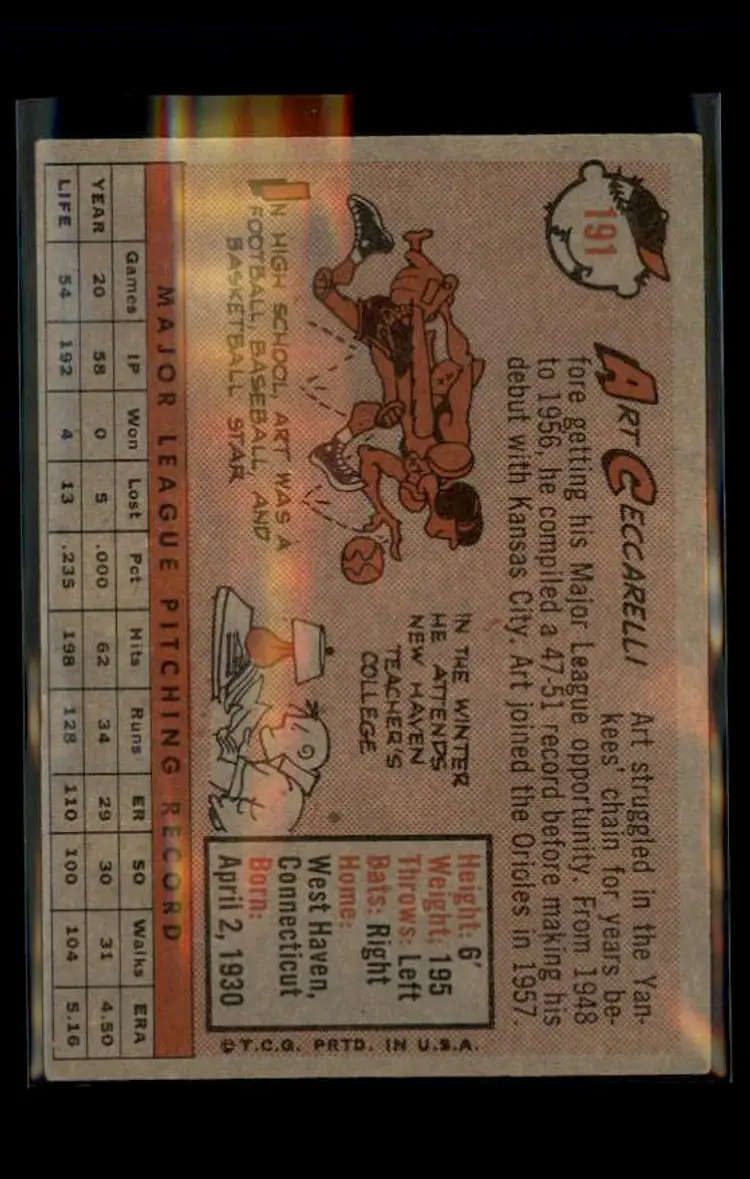 191
ART CECCARELLI Art struggled in the Yan-
kees' chain for years be-
fore getting his Major League opportunity. From 1948
to 1956, he compiled a 47-51 record before making his
debut with Kansas City. Art joined the Orioles in 1957.
IN HIGH SCHOOL, ART WAS A
FOOTBALL, BASEBALL, AND
BASKETBALL STAR
IN THE WINTER
HE ATTENDS
NEW HAVEN
TEACHER'S
COLLEGE
Height: 6'
Weight: 195
Throws: Left
Bats: Right
Home:
West Haven,
Connecticut
Born:
April 2, 1930
©T.C.G. PRTD. IN U.S.A.
MAJOR LEAGUE PITCHING RECORD
Games IP Won Lost Pct Hits Runs ER SO Walks ERA
YEAR 20 58 0 5 .000 62 34 29 30 31 4.50
LIFE 54 192 4 13 .235 198 128 110 100 104 5.16